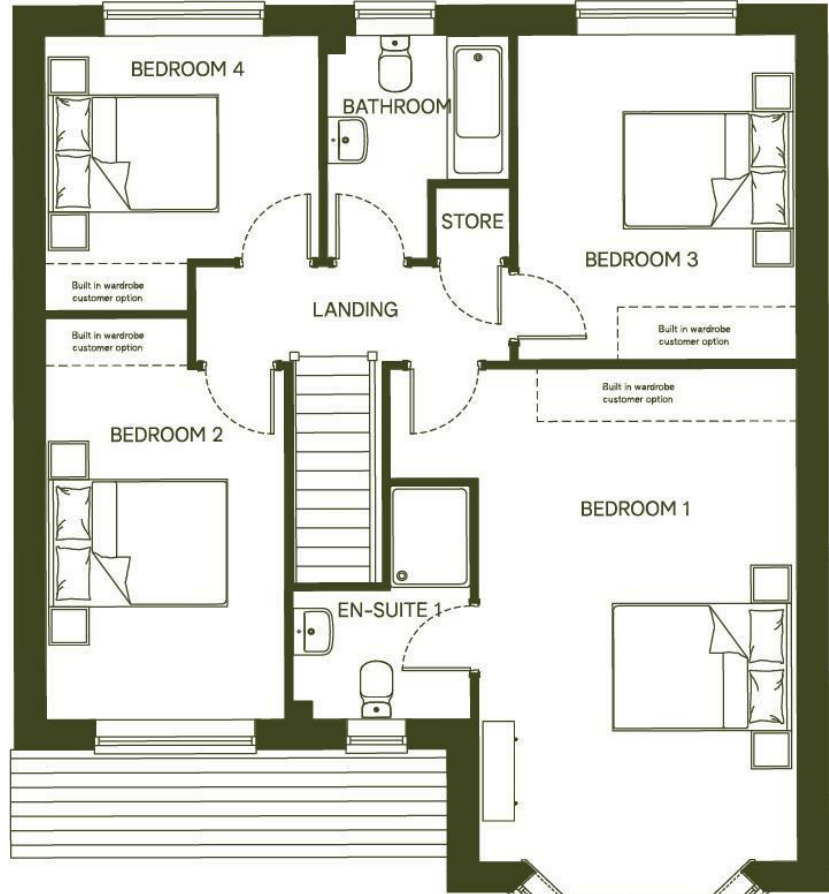 BEDROOM 4
BATHROOM
STORE
BEDROOM 3
Built in wardrobe
customer option
LANDING
Built in wardrobe
customer option
Built in wardrobe
customer option
Built in wardrobe
customer option
BEDROOM 2
BEDROOM 1
EN-SUITE 1